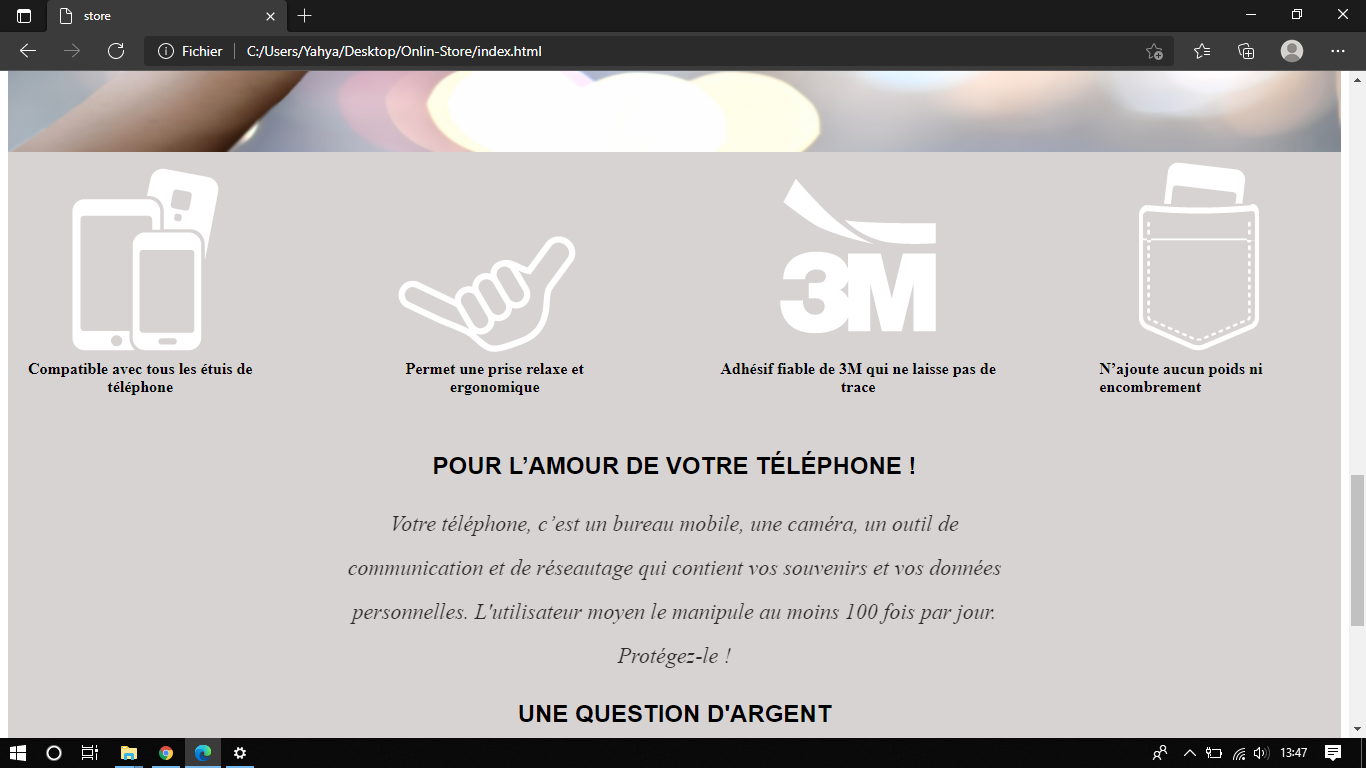 store
Fichier
C:/Users/Yahya/Desktop/Onlin-Store/index.html
3M
Compatible avec tous les étuis de
téléphone
Permet une prise relaxe et
ergonomique
Adhésif fiable de 3M qui ne laisse pas de
trace
N’ajoute aucun poids ni
encombrement
POUR L’AMOUR DE VOTRE TÉLÉPHONE !
Votre téléphone, c’est un bureau mobile, une caméra, un outil de
communication et de réseautage qui contient vos souvenirs et vos données
personnelles. L'utilisateur moyen le manipule au moins 100 fois par jour.
Protégez-le !
UNE QUESTION D'ARGENT
13:47